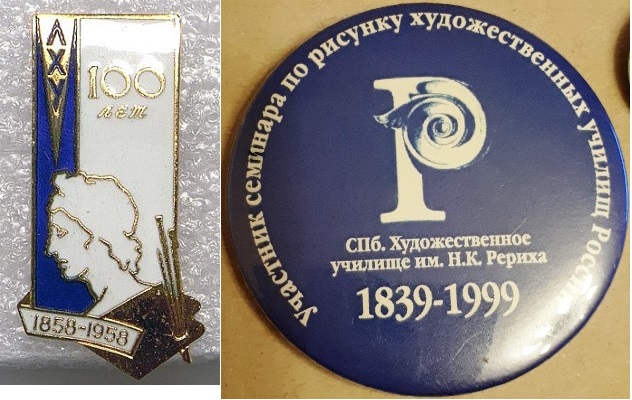 ЛХУ
100
лет
1858-1958
Участник семинара по рисунку художественных училищ России
Р
СПб. Художественное
училище им. Н.К. Рериха
1839-1999